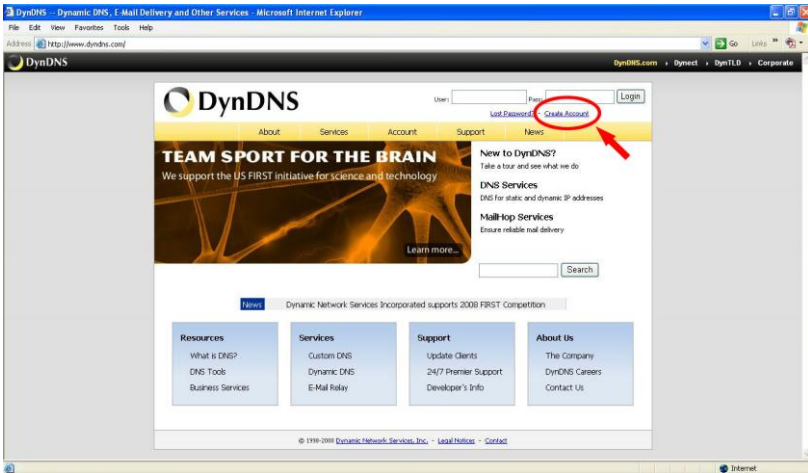 DynDNS -- Dynamic DNS, E-Mail Delivery and Other Services - Microsoft Internet Explorer
File Edit View Favorites Tools Help
Address http://www.dyndns.com/ Go Links »
DynDNS DynDNS.com Dynect DynTLD Corporate
DynDNS User: Pass: Login
Lost Password? - Create Account
About Services Account Support News
TEAM SPORT FOR THE BRAIN
We support the US FIRST initiative for science and technology
Learn more...
New to DynDNS?
Take a tour and see what we do
DNS Services
DNS for static and dynamic IP addresses
MailHop Services
Ensure reliable mail delivery
Search
News Dynamic Network Services Incorporated supports 2008 FIRST Competition
Resources
What is DNS?
DNS Tools
Business Services
Services
Custom DNS
Dynamic DNS
E-Mail Relay
Support
Update Clients
24/7 Premier Support
Developer's Info
About Us
The Company
DynDNS Careers
Contact Us
© 1998-2008 Dynamic Network Services, Inc. - Legal Notices - Contact
Internet